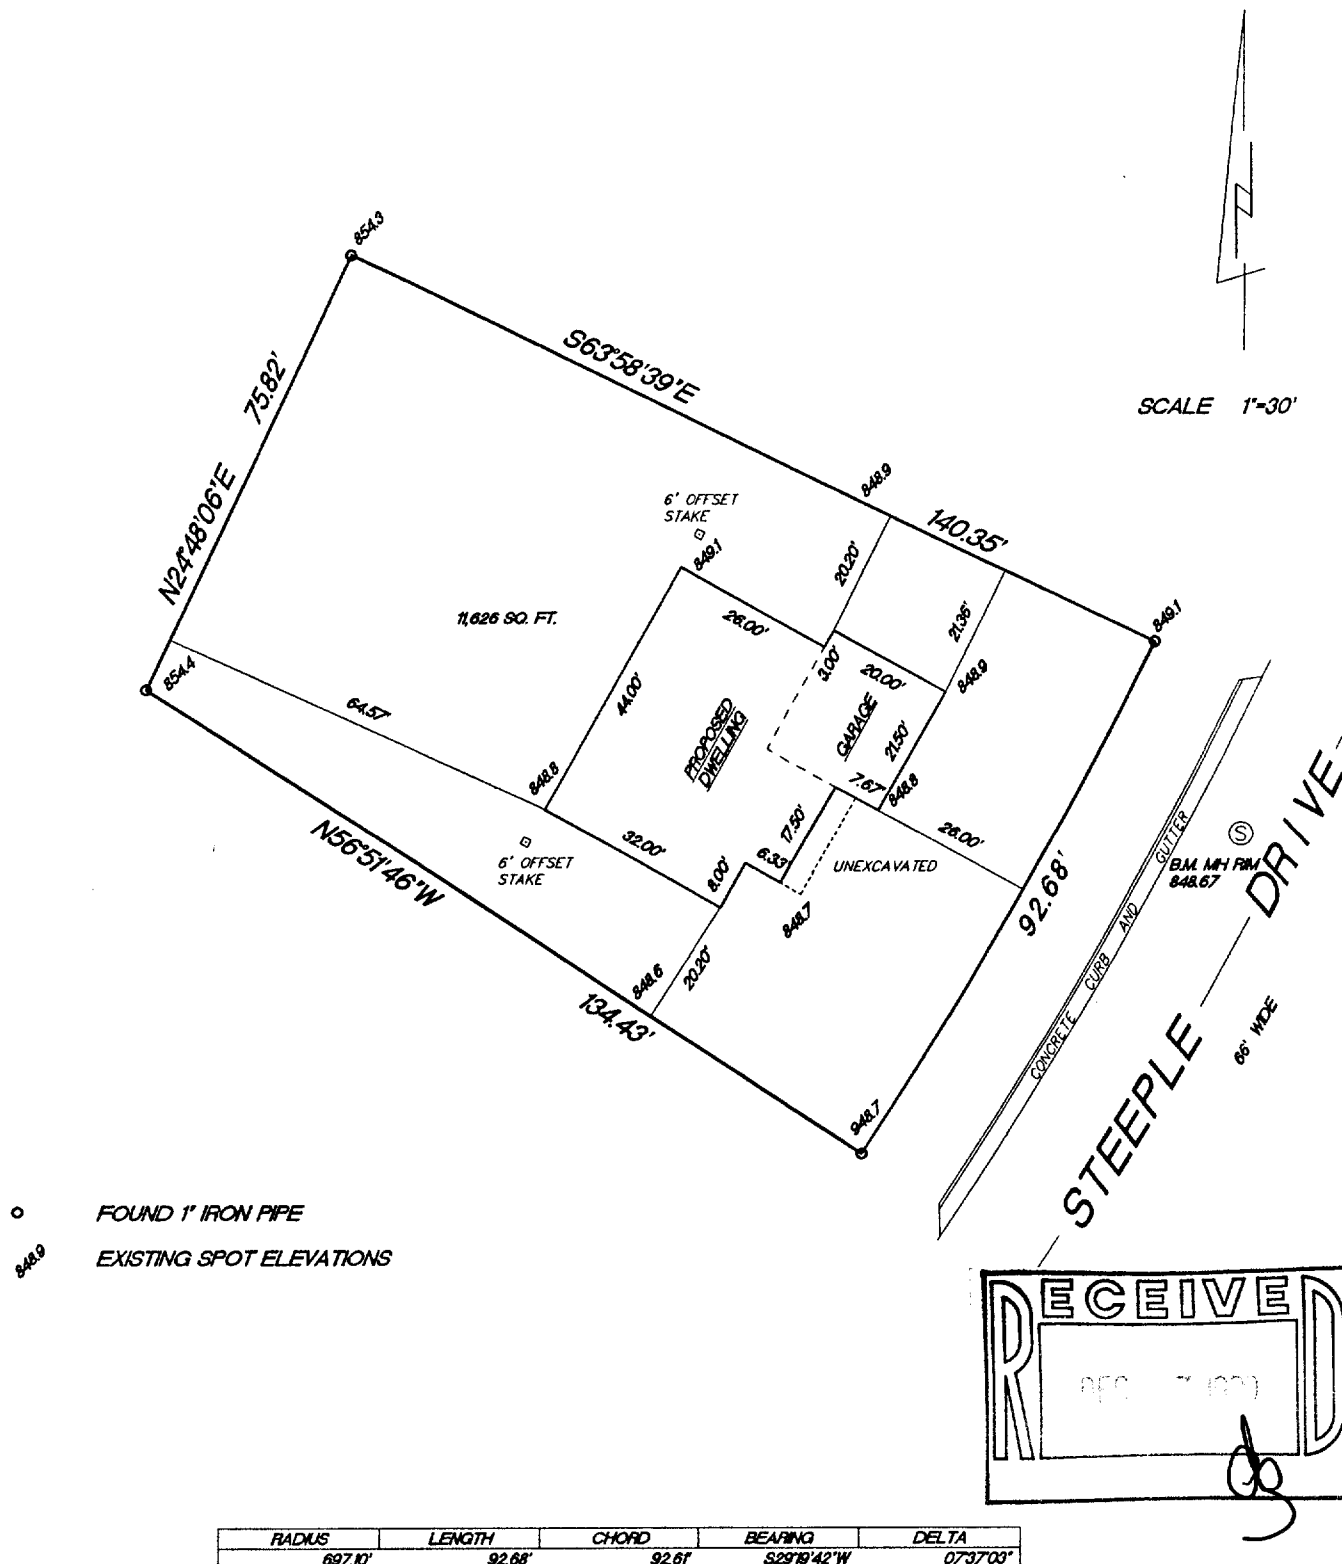 854.3
S63°58'39"E
75.82'
SCALE 1"=30'
848.9
6' OFFSET
STAKE
140.35'
N24°48'06"E
849.1
20.20'
11,626 SQ. FT.
26.00'
21.35'
849.1
854.4
3.00'
20.00'
848.9
64.57'
44.00'
PROPOSED
DWELLING
GARAGE
21.50'
848.8
7.67'
848.8
N56°51'46"W
32.00'
17.50'
26.00'
6' OFFSET
STAKE
8.00'
6.33'
UNEXCAVATED
B.M. MH RIM
848.67
S
848.7
92.68'
848.6
20.20'
134.43'
948.7
CONCRETE CURB AND GUTTER
STEEPLE DRIVE
66' WIDE
FOUND 1" IRON PIPE
848.9 EXISTING SPOT ELEVATIONS
RECEIVED
DEC
RADIUS LENGTH CHORD BEARING DELTA
697.10' 92.68' 92.61' S29°19'42"W 07°37'03"